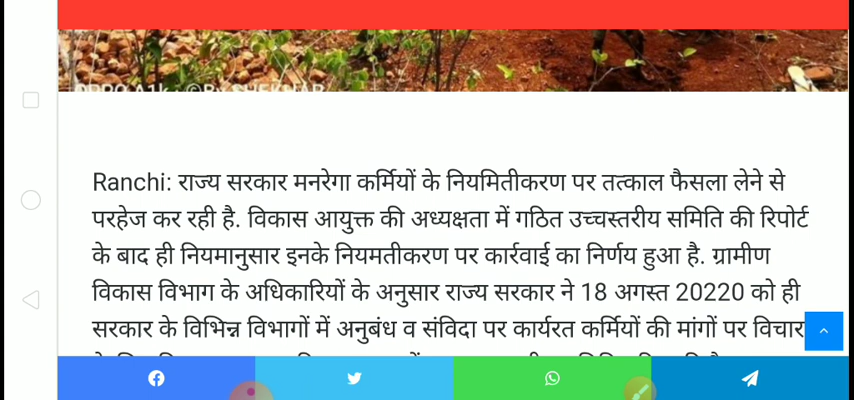 Ranchi: राज्य सरकार मनरेगा कर्मियों के नियमितीकरण पर तत्काल फैसला लेने से
परहेज कर रही है. विकास आयुक्त की अध्यक्षता में गठित उच्चस्तरीय समिति की रिपोर्ट
के बाद ही नियमानुसार इनके नियमतीकरण पर कार्रवाई का निर्णय हुआ है. ग्रामीण
विकास विभाग के अधिकारियों के अनुसार राज्य सरकार ने 18 अगस्त 20220 को ही
सरकार के विभिन्न विभागों में अनुबंध व संविदा पर कार्यरत कर्मियों की मांगों पर विचार